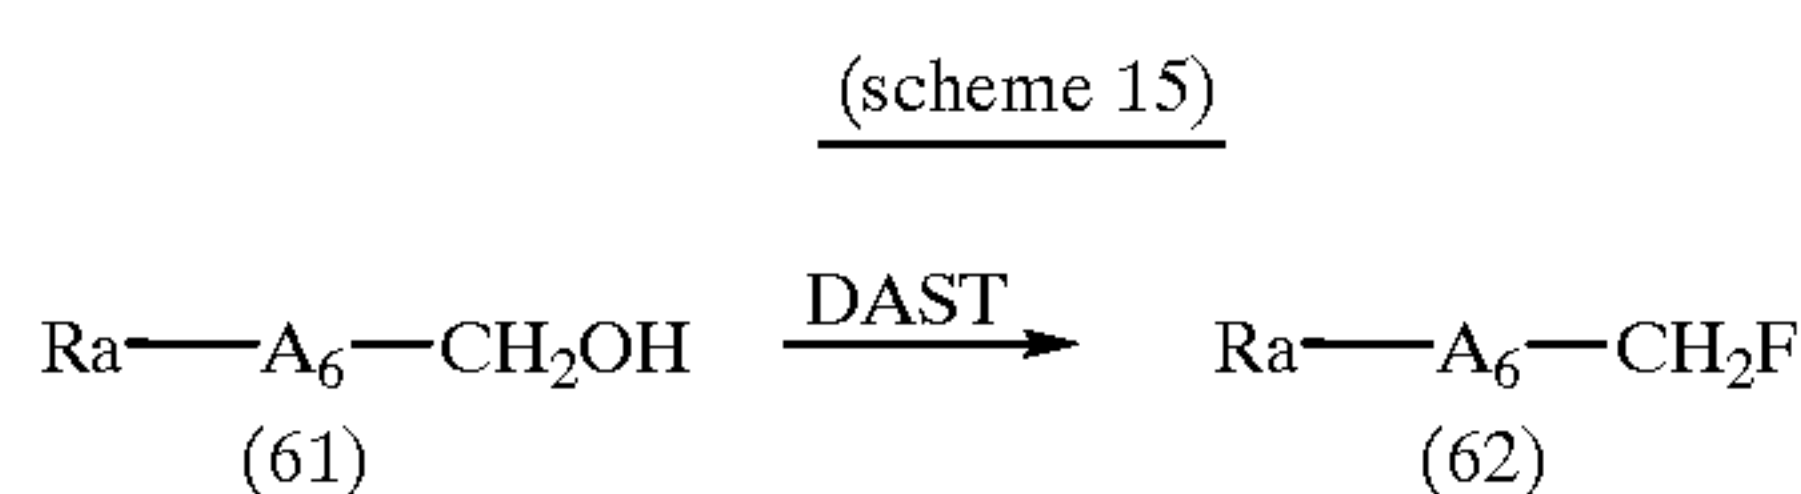 (scheme 15)
DAST
Ra—A₆—CH₂OH Ra—A₆—CH₂F
(61) (62)